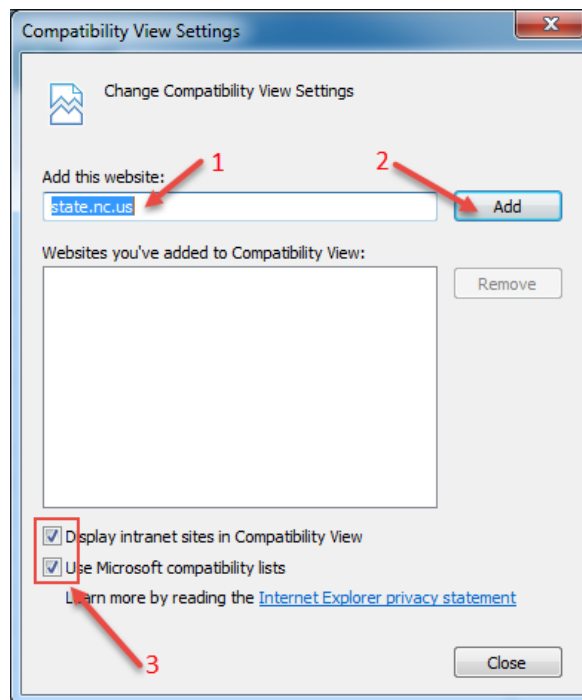 Compatibility View Settings
Change Compatibility View Settings
1
2
Add this website:
state.nc.us
Add
Websites you've added to Compatibility View:
Remove
Display intranet sites in Compatibility View
Use Microsoft compatibility lists
Learn more by reading the Internet Explorer privacy statement
3
Close